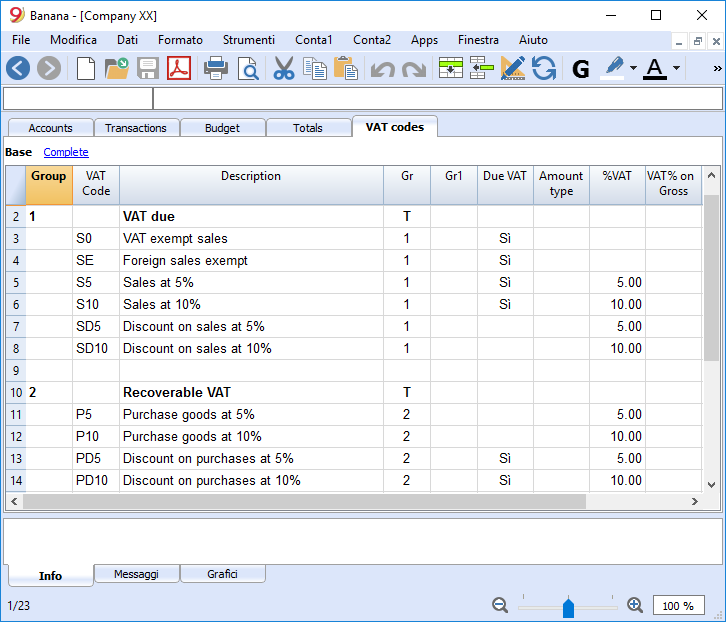 Banana - [Company XX]
File Modifica Dati Formato Strumenti Conta1 Conta2 Apps Finestra Aiuto
G A »
Accounts Transactions Budget Totals VAT codes
Base Complete
Group VAT Code Description Gr Gr1 Due VAT Amount type %VAT VAT% on Gross
2 1 VAT due T
3 S0 VAT exempt sales 1 Sì
4 SE Foreign sales exempt 1 Sì
5 S5 Sales at 5% 1 Sì 5.00
6 S10 Sales at 10% 1 Sì 10.00
7 SD5 Discount on sales at 5% 1 5.00
8 SD10 Discount on sales at 10% 1 10.00
9
10 2 Recoverable VAT T
11 P5 Purchase goods at 5% 2 5.00
12 P10 Purchase goods at 10% 2 10.00
13 PD5 Discount on purchases at 5% 2 Sì 5.00
14 PD10 Discount on purchases at 10% 2 Sì 10.00
Info Messaggi Grafici
1/23 100 %